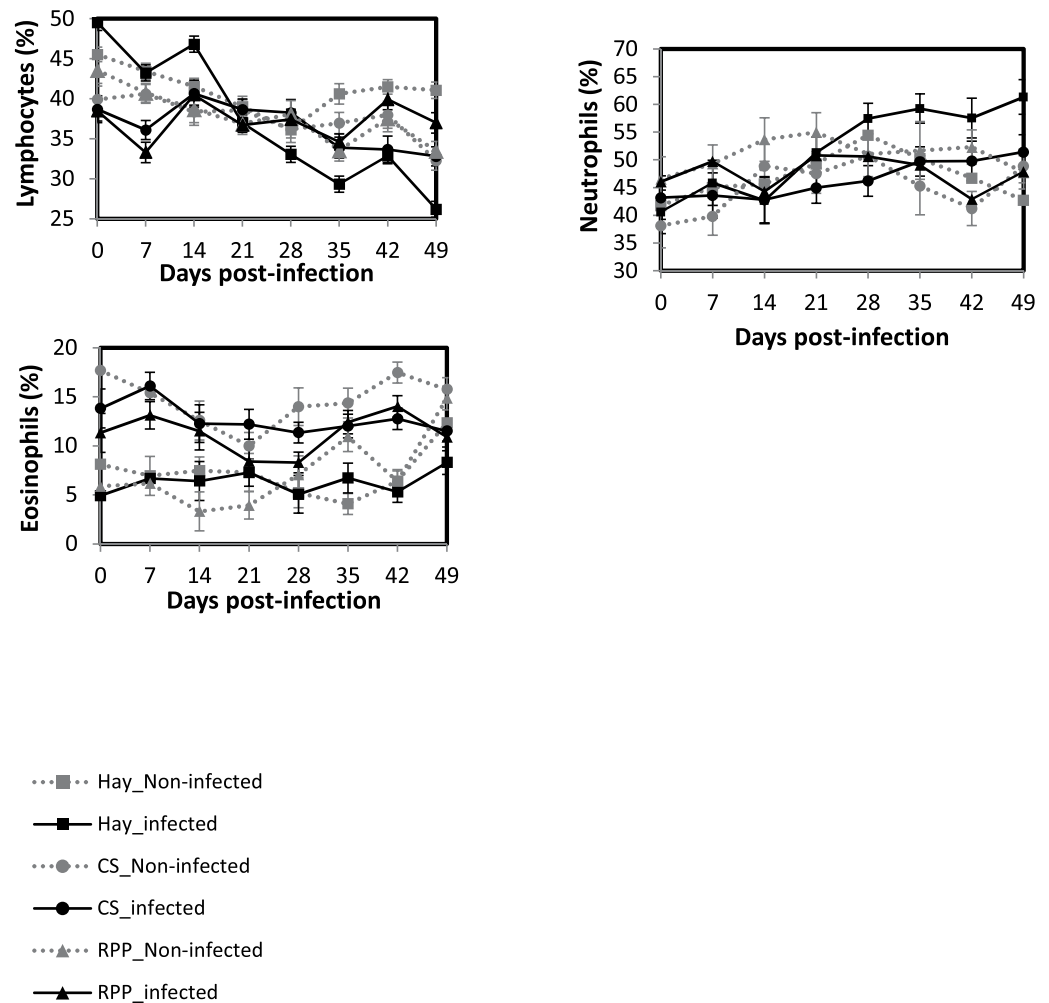 Lymphocytes (%)
50
45
40
35
30
25
0 7 14 21 28 35 42 49
Days post-infection
Neutrophils (%)
70
65
60
55
50
45
40
35
30
0 7 14 21 28 35 42 49
Days post-infection
Eosinophils (%)
20
15
10
5
0
0 7 14 21 28 35 42 49
Days post-infection
Hay_Non-infected
Hay_infected
CS_Non-infected
CS_infected
RPP_Non-infected
RPP_infected